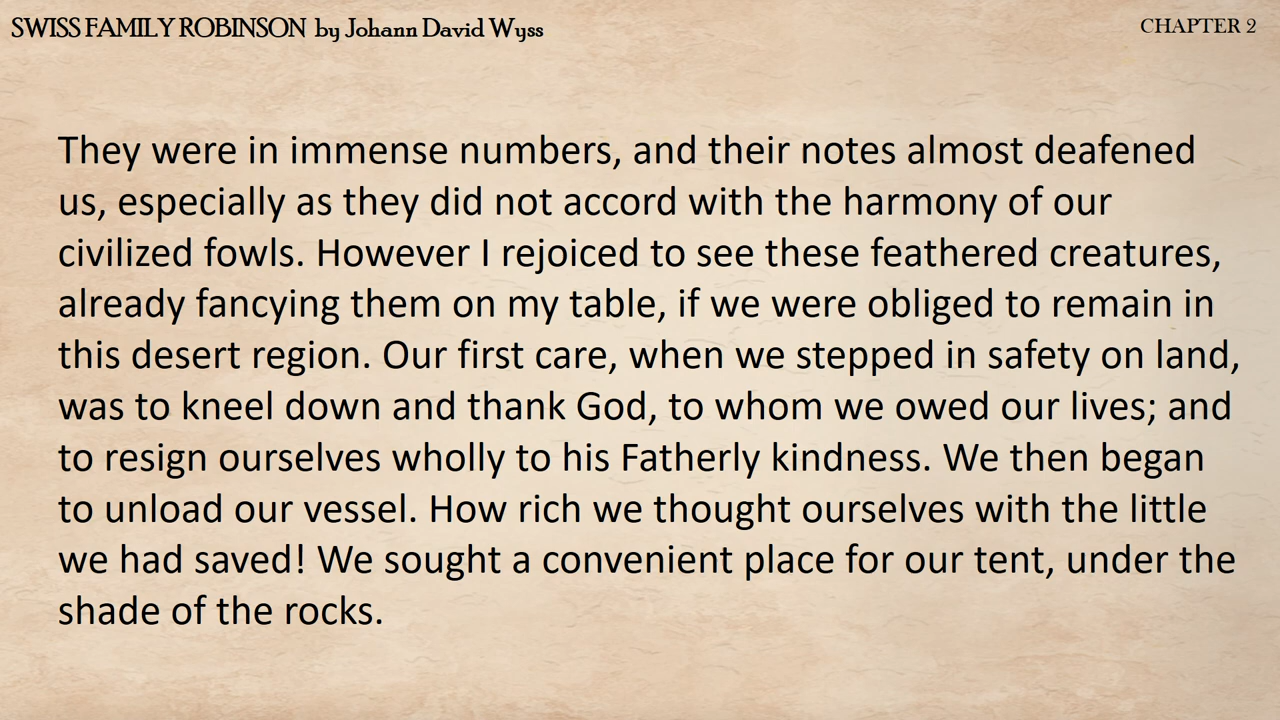 SWISS FAMILY ROBINSON by Johann David Wyss
CHAPTER 2
They were in immense numbers, and their notes almost deafened
us, especially as they did not accord with the harmony of our
civilized fowls. However I rejoiced to see these feathered creatures,
already fancying them on my table, if we were obliged to remain in
this desert region. Our first care, when we stepped in safety on land,
was to kneel down and thank God, to whom we owed our lives; and
to resign ourselves wholly to his Fatherly kindness. We then began
to unload our vessel. How rich we thought ourselves with the little
we had saved! We sought a convenient place for our tent, under the
shade of the rocks.